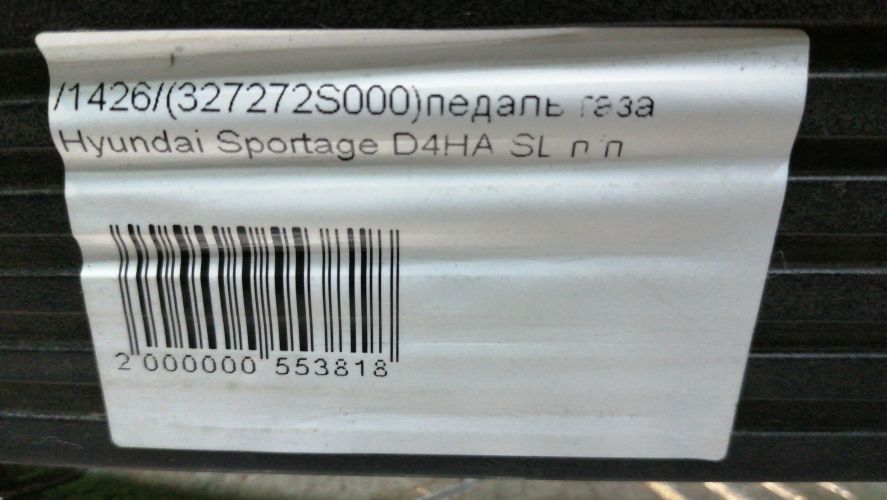 /1426/(327272S000)педаль газа
Hyundai Sportage D4HA SL п/п
2 000000 553818